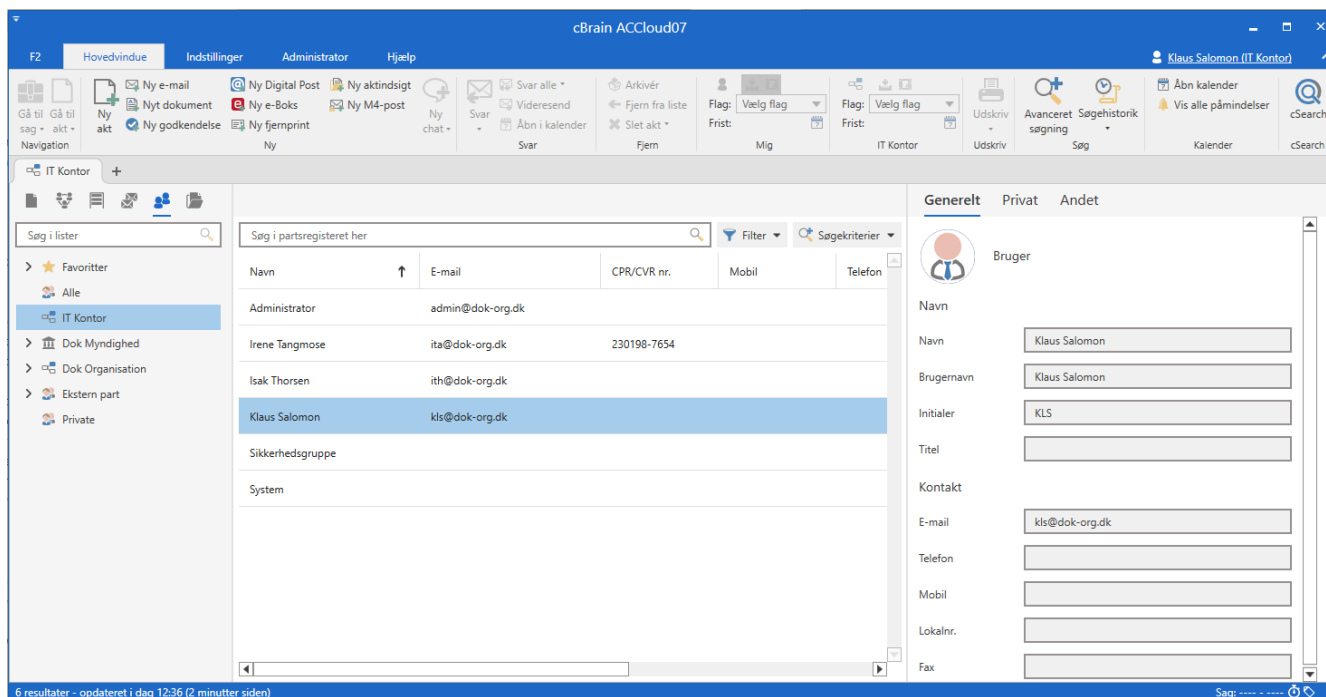 cBrain ACCloud07
F2 Hovedvindue Indstillinger Administrator Hjælp Klaus Salomon (IT Kontor)
Gå til sag Gå til akt
Navigation
Ny akt
Ny e-mail
Nyt dokument
Ny godkendelse
Ny Digital Post
Ny e-Boks
Ny fjernprint
Ny aktindsigt
Ny M4-post
Ny chat
Ny
Svar
Svar alle
Videresend
Åbn i kalender
Svar
Arkivér
Fjern fra liste
Slet akt
Fjern
Flag: Vælg flag
Frist:
Mig
Flag: Vælg flag
Frist:
IT Kontor
Udskriv
Udskriv
Avanceret søgning
Søgehistorik
Søg
Åbn kalender
Vis alle påmindelser
Kalender
cSearch
cSearch
IT Kontor +
Søg i lister
Favoritter
Alle
IT Kontor
Dok Myndighed
Dok Organisation
Ekstern part
Private
Søg i partsregisteret her Filter Søgekriterier
Navn E-mail CPR/CVR nr. Mobil Telefon
Administrator admin@dok-org.dk
Irene Tangmose ita@dok-org.dk 230198-7654
Isak Thorsen ith@dok-org.dk
Klaus Salomon kls@dok-org.dk
Sikkerhedsgruppe
System
Generelt Privat Andet
Bruger
Navn
Navn Klaus Salomon
Brugernavn Klaus Salomon
Initialer KLS
Titel
Kontakt
E-mail kls@dok-org.dk
Telefon
Mobil
Lokalnr.
Fax
6 resultater - opdateret i dag 12:36 (2 minutter siden) Sag: ---- - ----